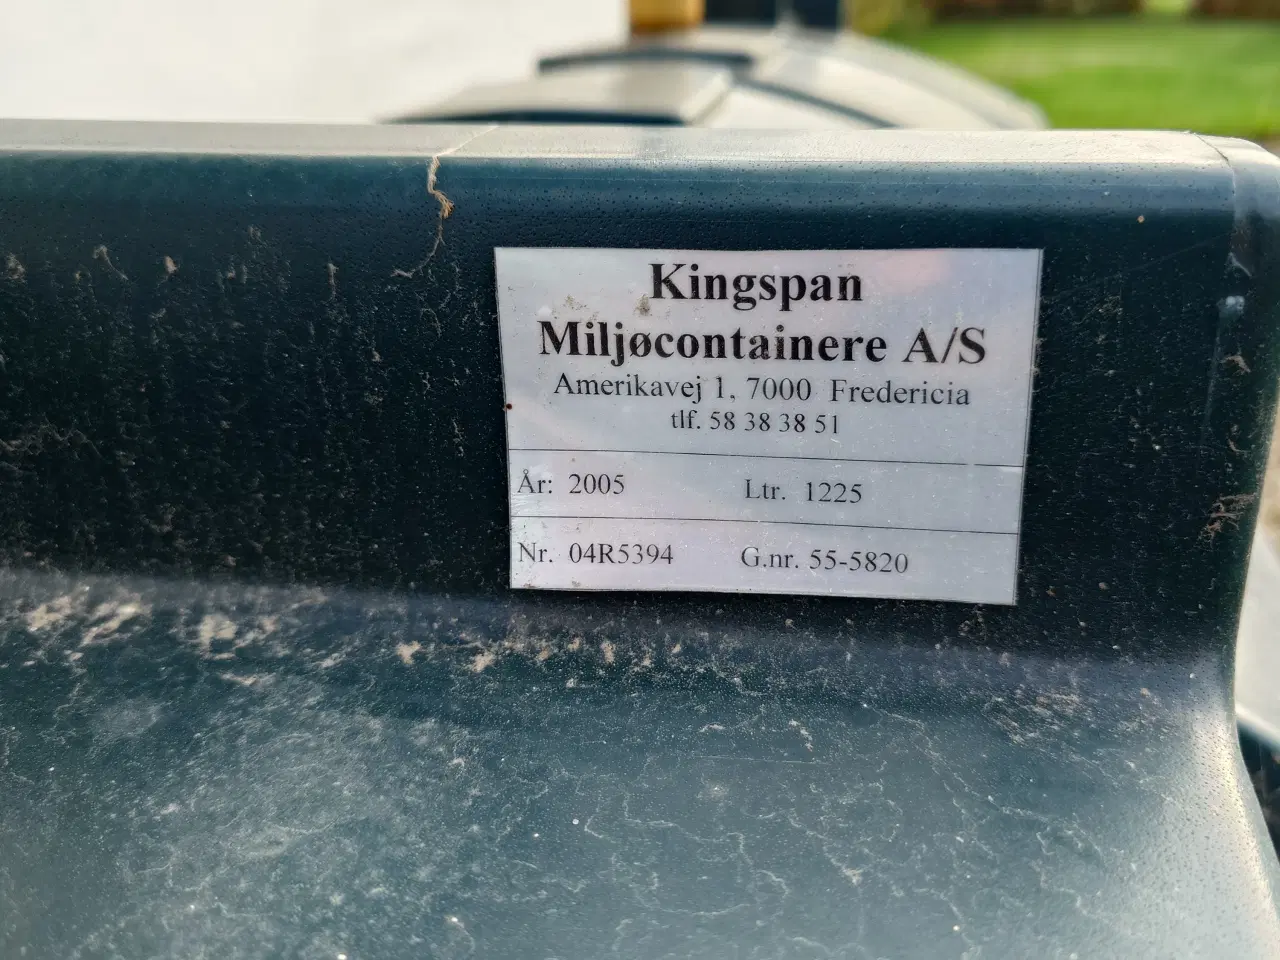 Kingspan
Miljøcontainere A/S
Amerikavej 1, 7000 Fredericia
tlf. 58 38 38 51
År: 2005 Ltr. 1225
Nr. 04R5394 G.nr. 55-5820